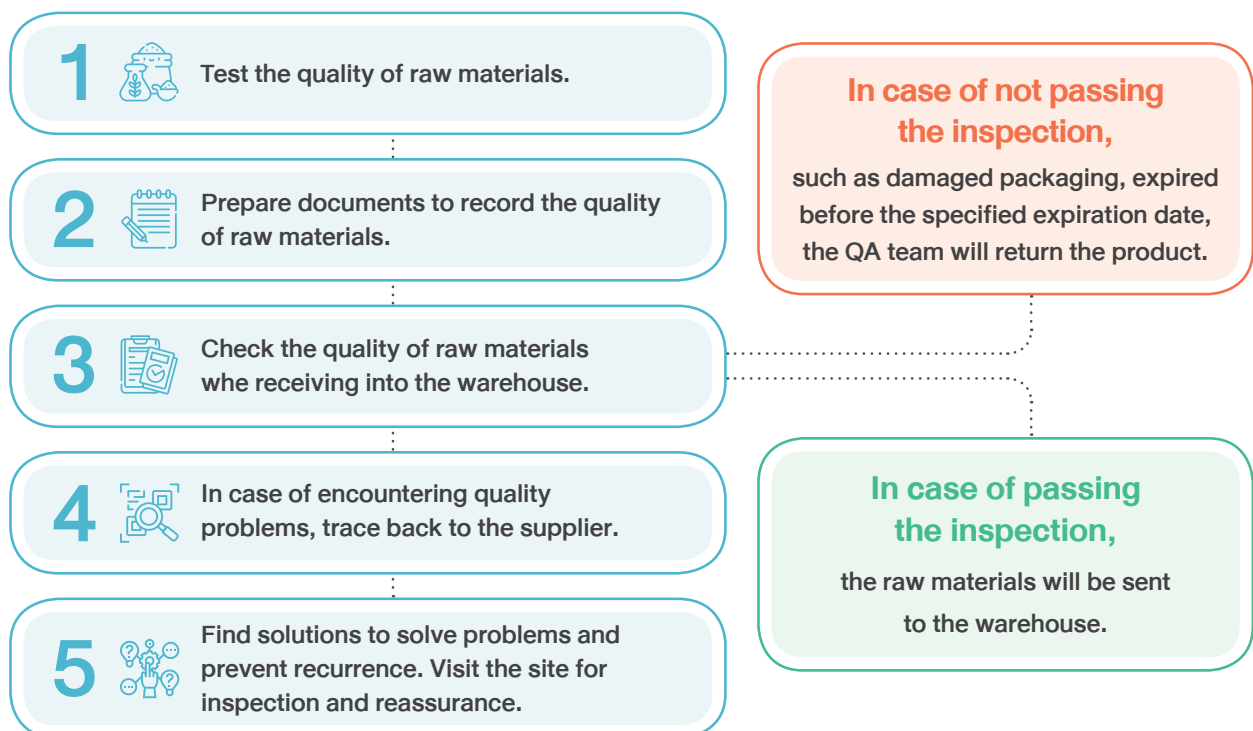 1
Test the quality of raw materials.
2
Prepare documents to record the quality
of raw materials.
3
Check the quality of raw materials
whe receiving into the warehouse.
4
In case of encountering quality
problems, trace back to the supplier.
5
Find solutions to solve problems and
prevent recurrence. Visit the site for
inspection and reassurance.
In case of not passing
the inspection,
such as damaged packaging, expired
before the specified expiration date,
the QA team will return the product.
In case of passing
the inspection,
the raw materials will be sent
to the warehouse.